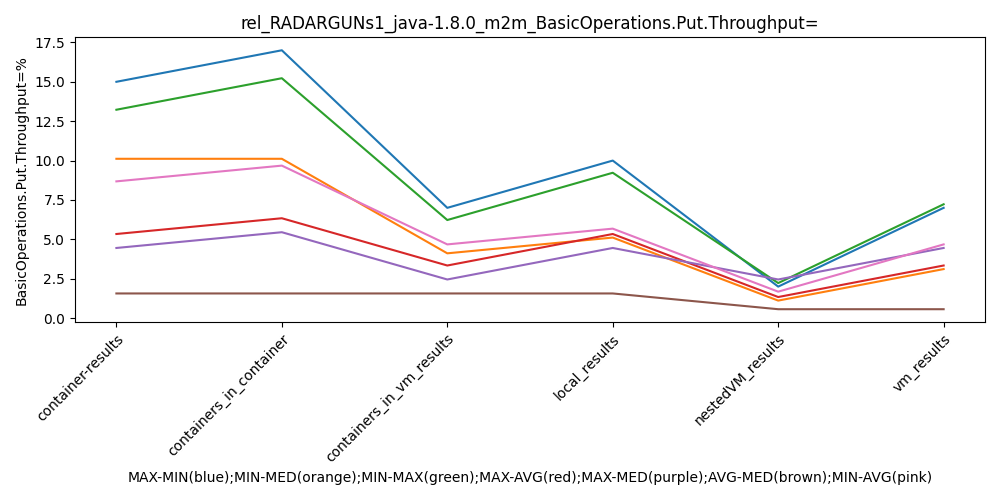 rel_RADARGUNs1_java-1.8.0_m2m_BasicOperations.Put.Throughput=
BasicOperations.Put.Throughput=%
17.5
15.0
12.5
10.0
7.5
5.0
2.5
0.0
container-results
containers_in_container
containers_in_vm_results
local_results
nestedVM_results
vm_results
MAX-MIN(blue);MIN-MED(orange);MIN-MAX(green);MAX-AVG(red);MAX-MED(purple);AVG-MED(brown);MIN-AVG(pink)